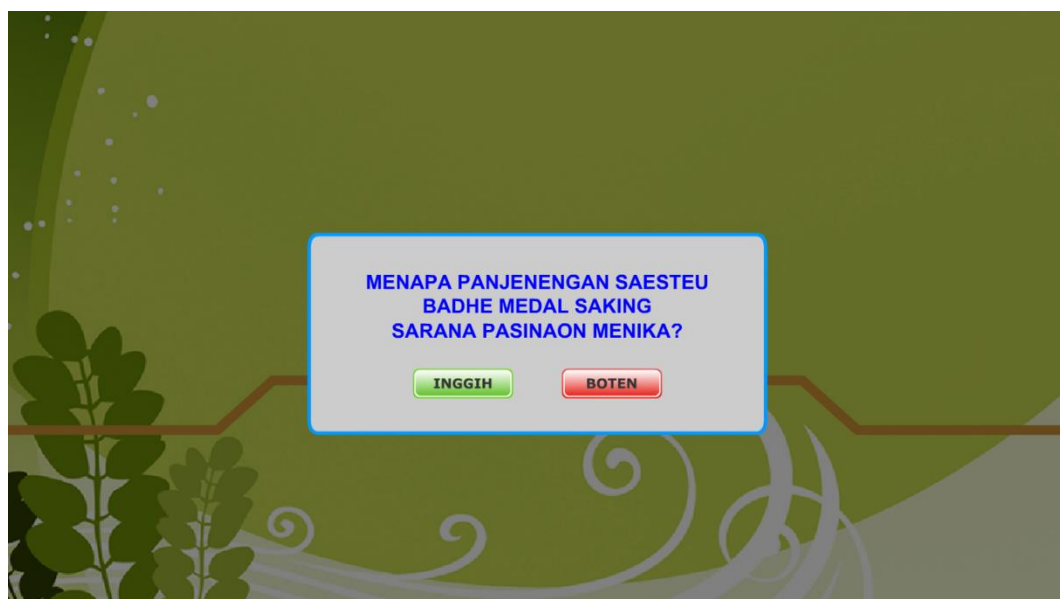 MENAPA PANJENENGAN SAESTEU
BADHE MEDAL SAKING
SARANA PASINAON MENIKA?
INGGIH BOTEN